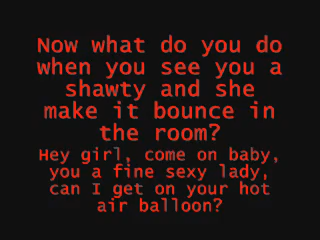 Now what do you do
when you see you a
shawty and she
make it bounce in
the room?
Hey girl, come on baby,
you a fine sexy lady,
can I get on your hot
air balloon?